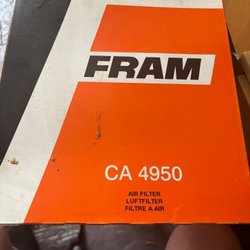 FRAM
CA 4950
AIR FILTER
LUFTFILTER
FILTRE A AIR